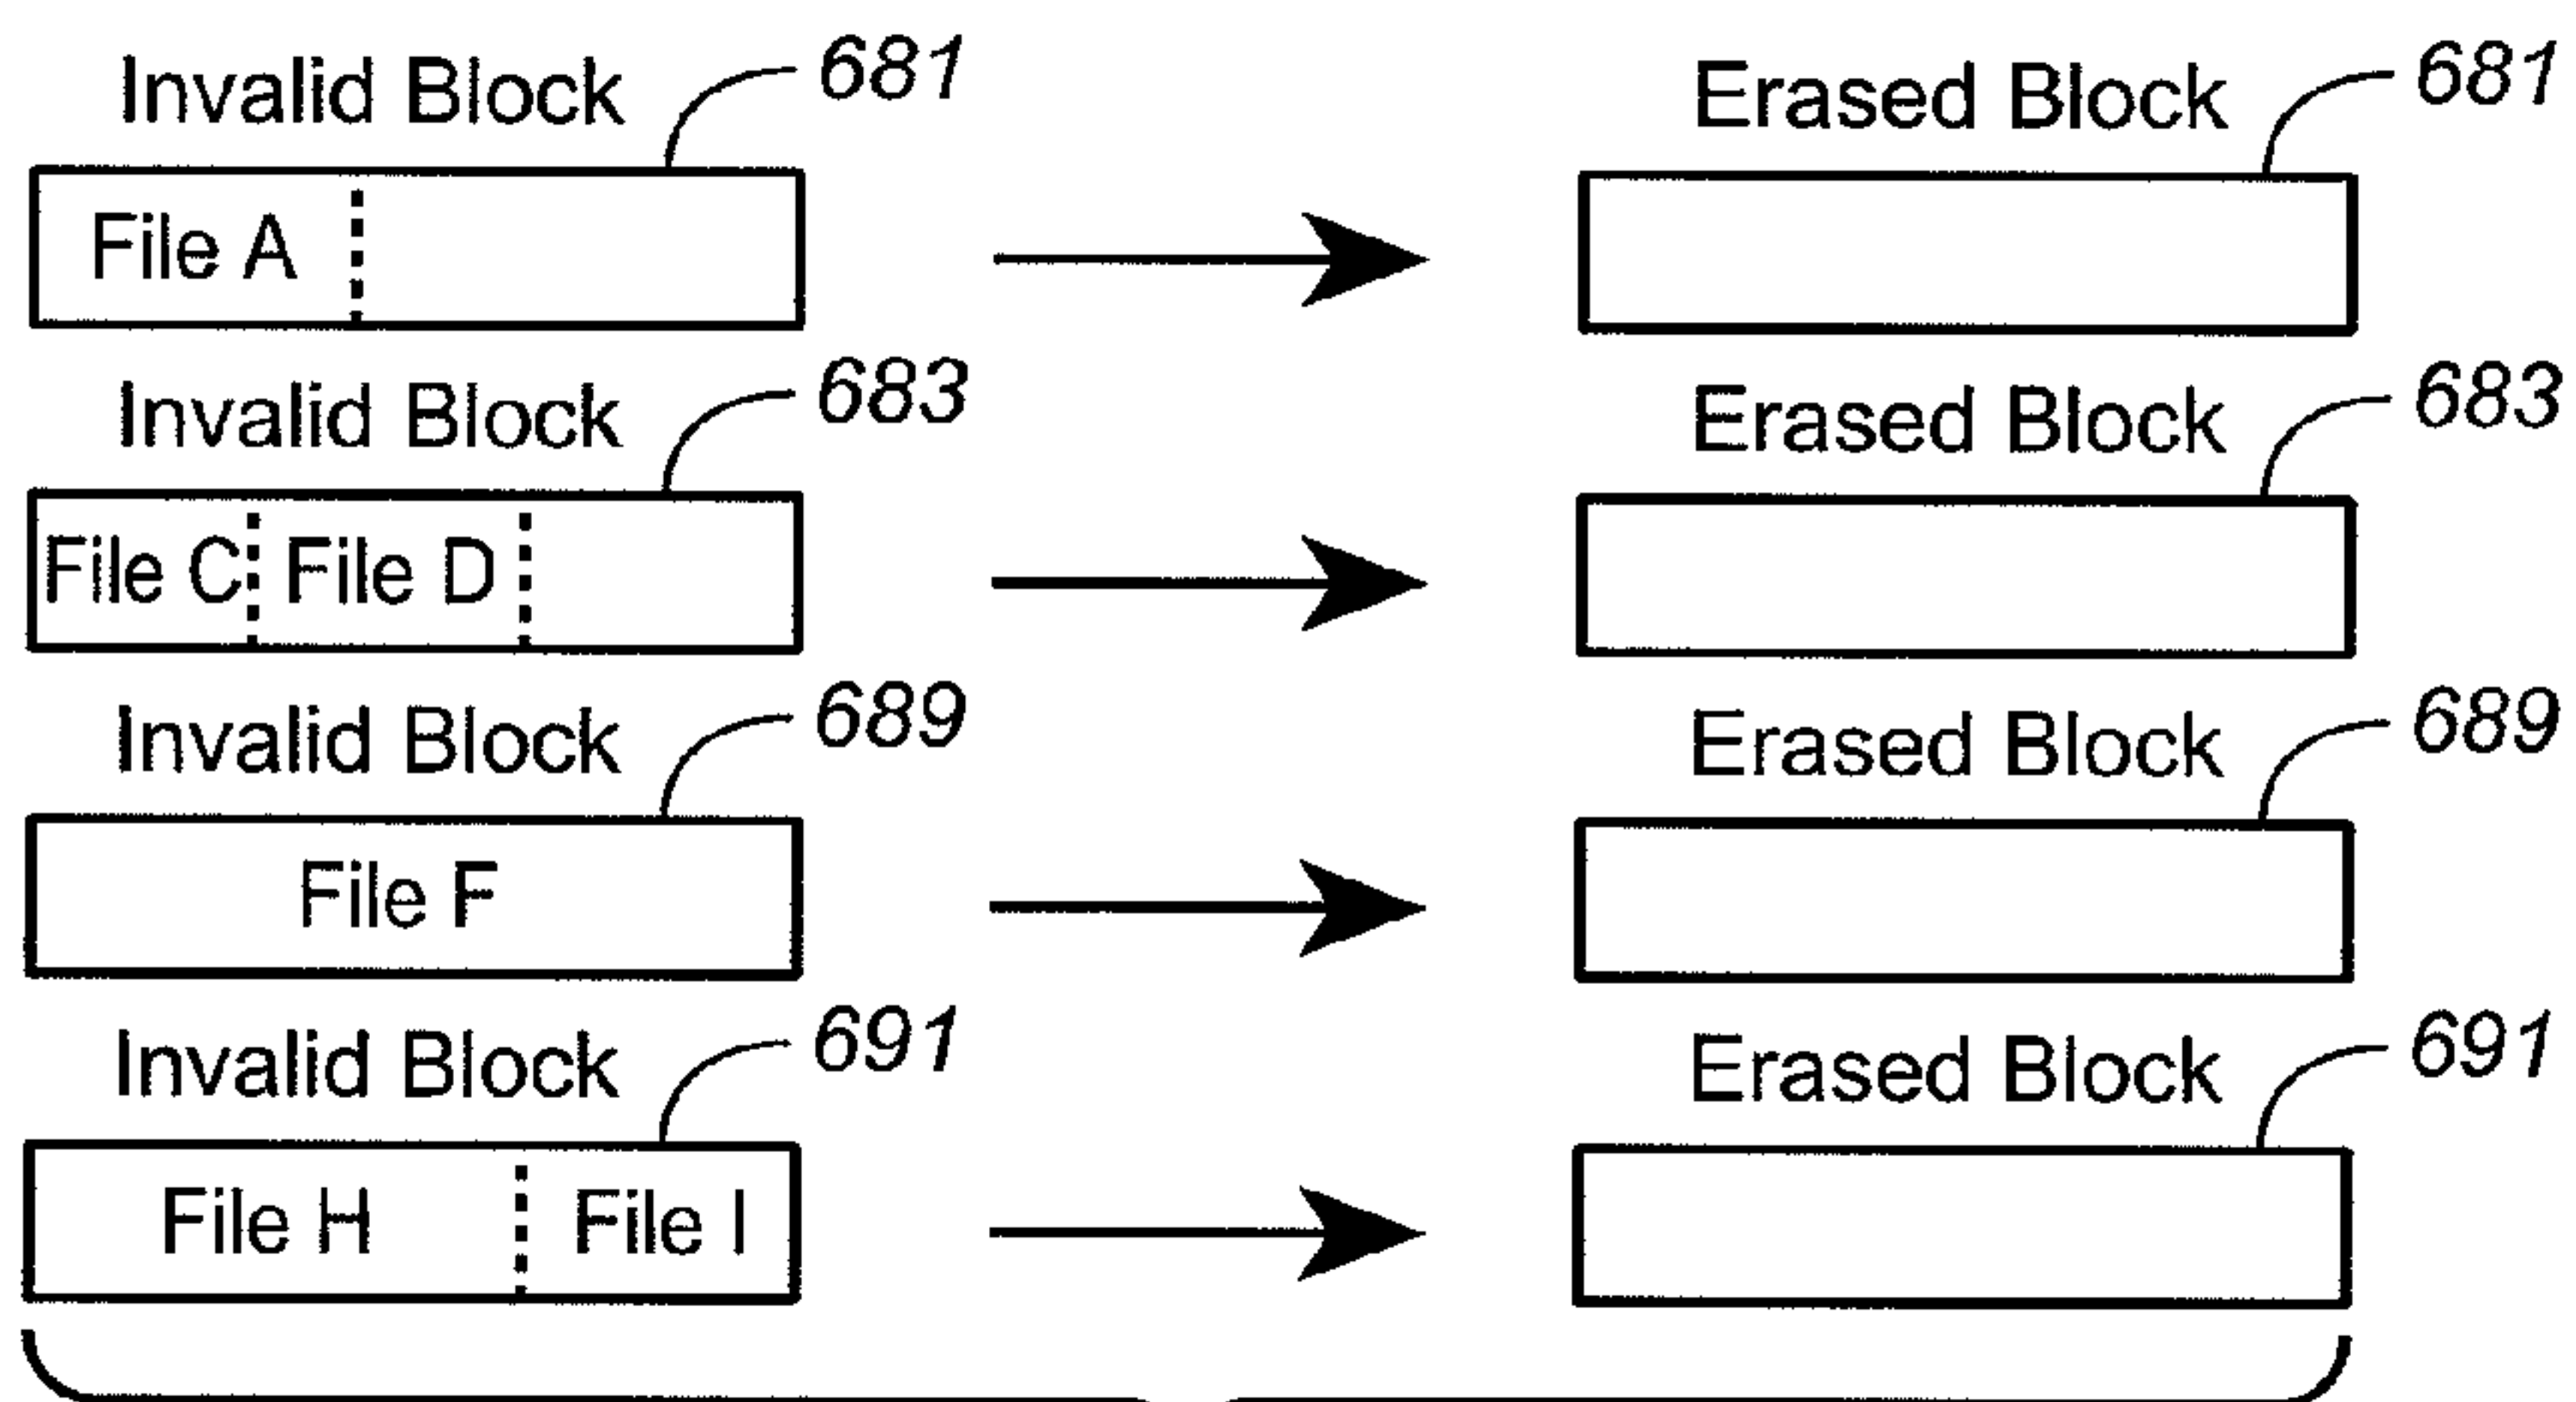 Invalid Block 681 Erased Block 681
File A
Invalid Block 683 Erased Block 683
File C File D
Invalid Block 689 Erased Block 689
File F
Invalid Block 691 Erased Block 691
File H File I